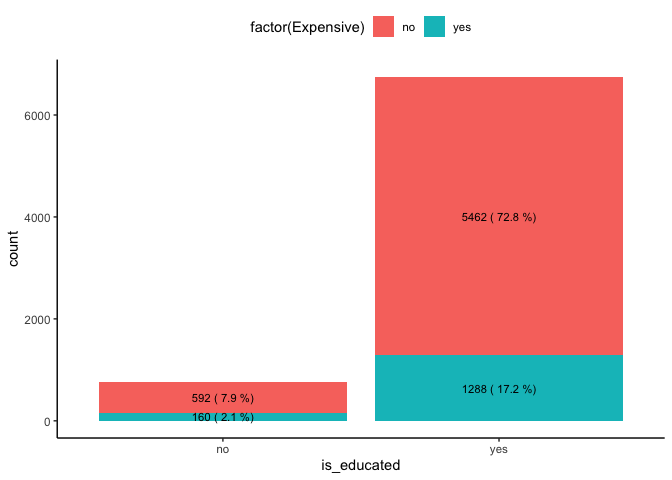 factor(Expensive) no yes
6000
4000
2000
0
count
5462 ( 72.8 %)
1288 ( 17.2 %)
592 ( 7.9 %)
160 ( 2.1 %)
no yes
is_educated